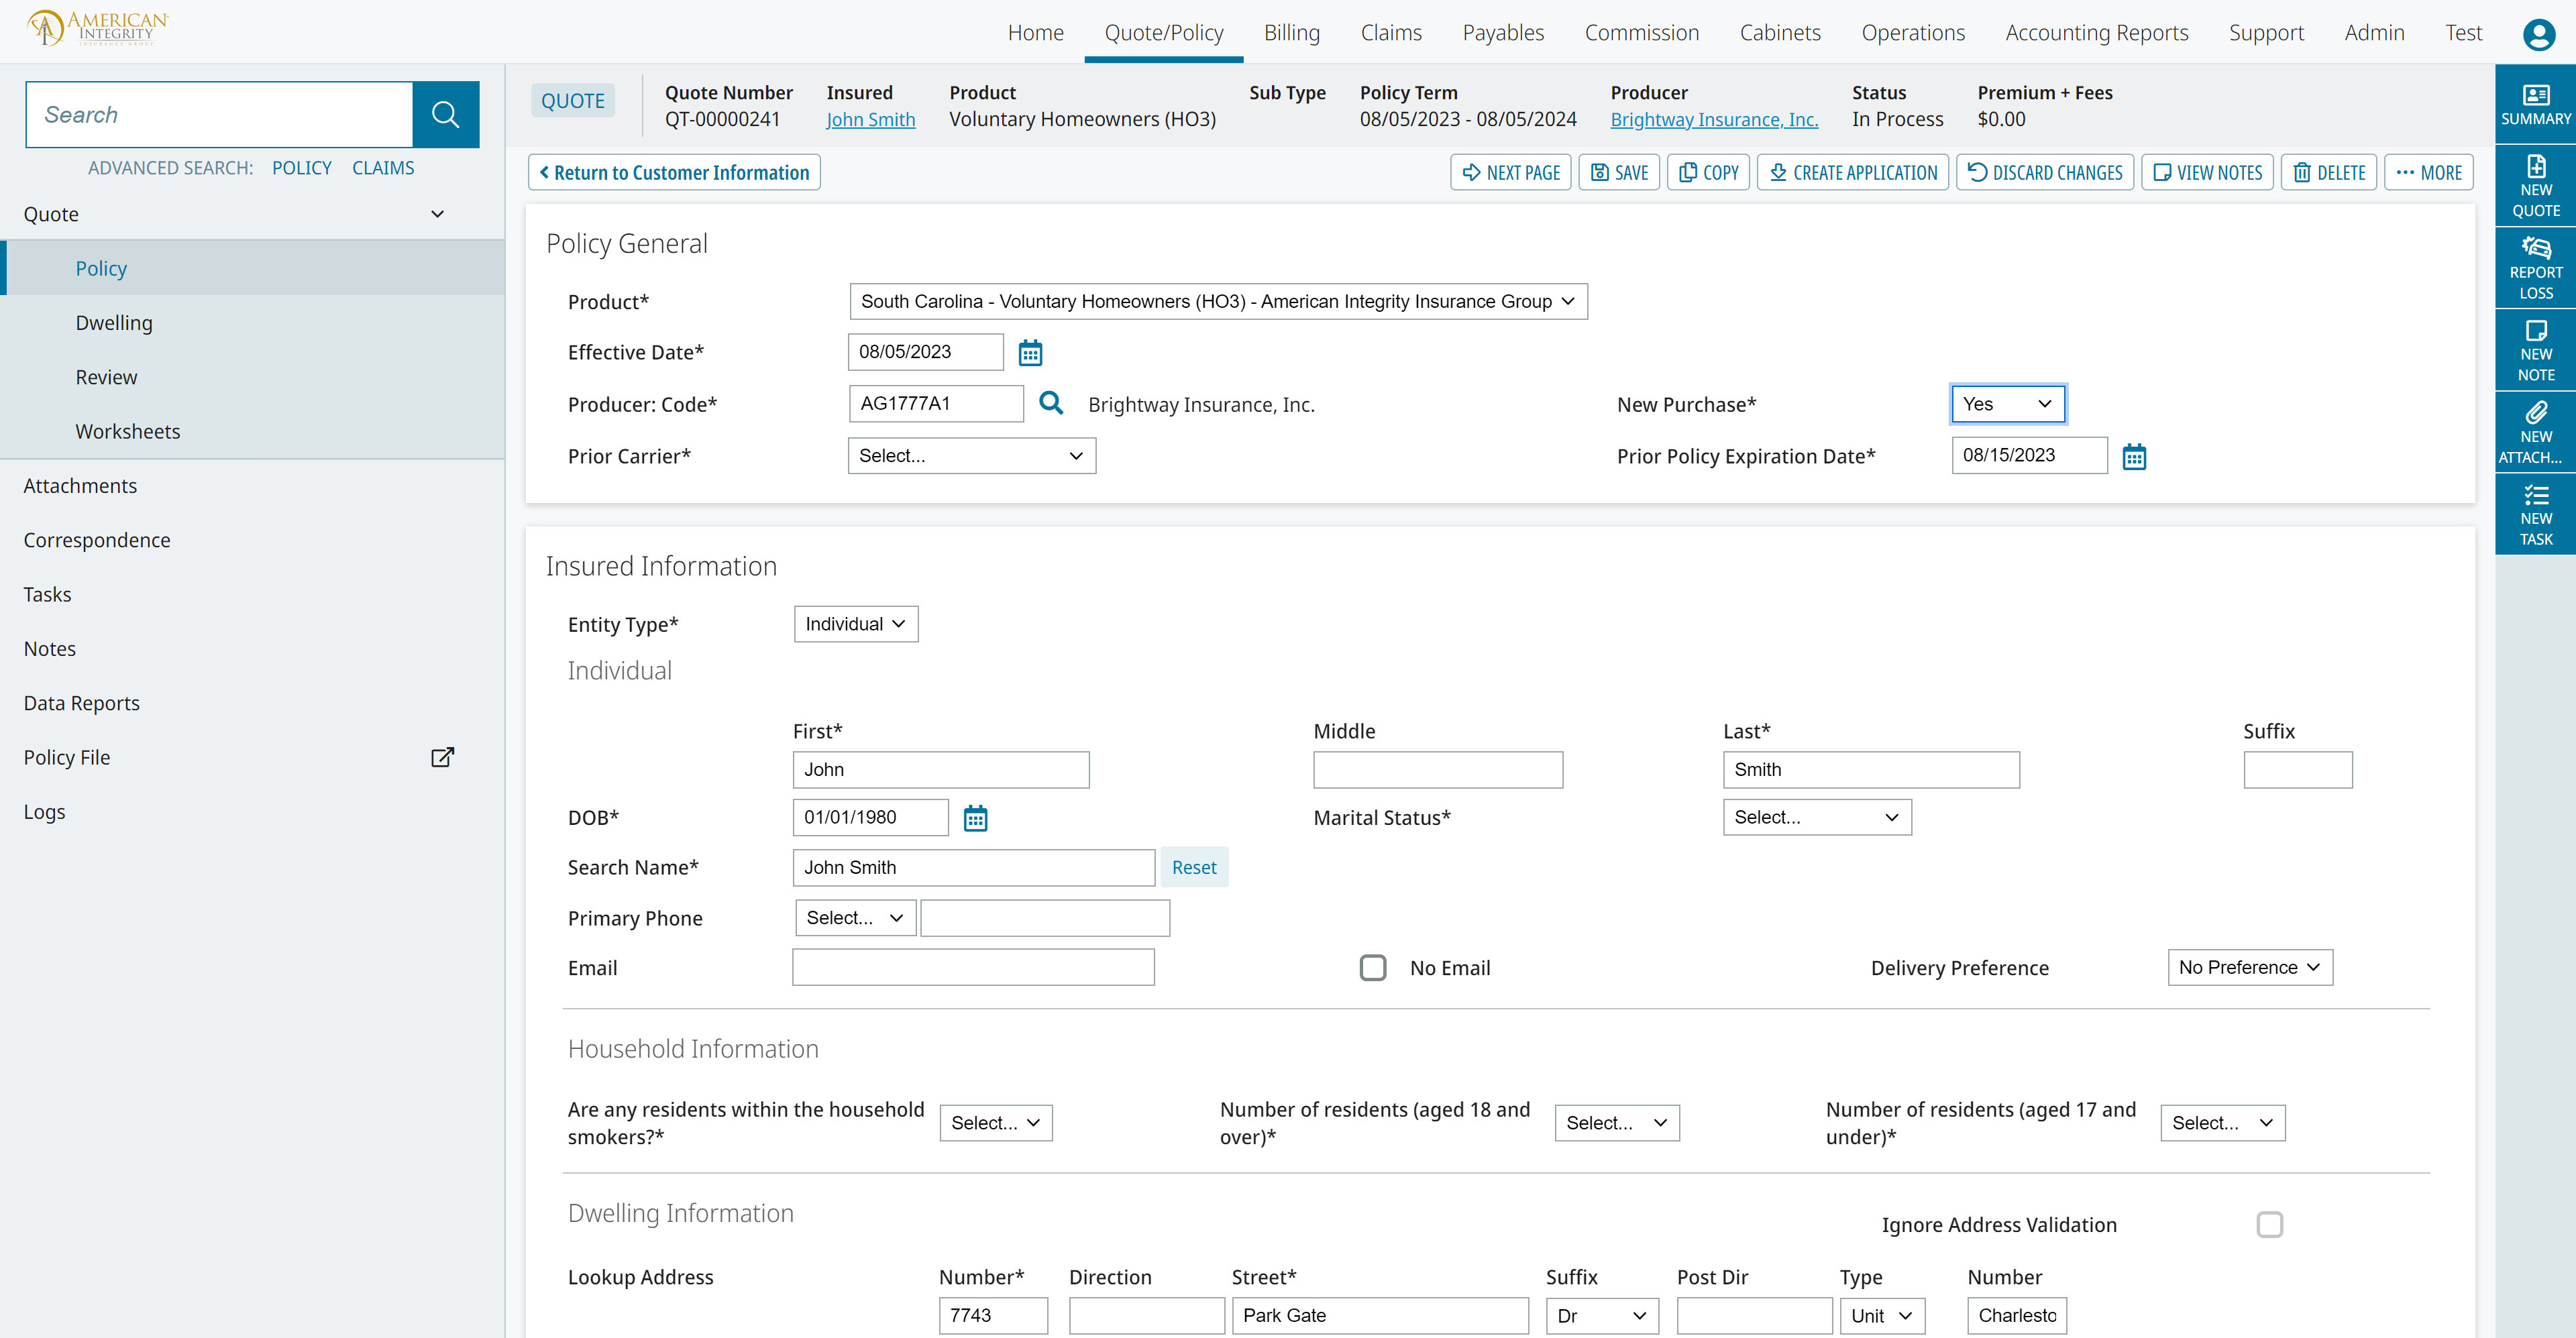 AMERICAN
INTEGRITY
INSURANCE GROUP
Home Quote/Policy Billing Claims Payables Commission Cabinets Operations Accounting Reports Support Admin Test
Search
ADVANCED SEARCH: POLICY CLAIMS
Quote
Policy
Dwelling
Review
Worksheets
Attachments
Correspondence
Tasks
Notes
Data Reports
Policy File
Logs
QUOTE
Quote Number Insured Product Sub Type Policy Term Producer Status Premium + Fees
QT-00000241 John Smith Voluntary Homeowners (HO3) 08/05/2023 - 08/05/2024 Brightway Insurance, Inc. In Process $0.00
Return to Customer Information NEXT PAGE SAVE COPY CREATE APPLICATION DISCARD CHANGES VIEW NOTES DELETE MORE
Policy General
Product* South Carolina - Voluntary Homeowners (HO3) - American Integrity Insurance Group
Effective Date* 08/05/2023
Producer: Code* AG1777A1 Brightway Insurance, Inc. New Purchase* Yes
Prior Carrier* Select... Prior Policy Expiration Date* 08/15/2023
Insured Information
Entity Type* Individual
Individual
First* Middle Last* Suffix
John Smith
DOB* 01/01/1980 Marital Status* Select...
Search Name* John Smith Reset
Primary Phone Select...
Email No Email Delivery Preference No Preference
Household Information
Are any residents within the household smokers?* Select... Number of residents (aged 18 and over)* Select... Number of residents (aged 17 and under)* Select...
Dwelling Information
Ignore Address Validation
Lookup Address Number* Direction Street* Suffix Post Dir Type Number
7743 Park Gate Dr Unit Charlesto
SUMMARY
NEW
QUOTE
REPORT
LOSS
NEW
NOTE
NEW
ATTACH...
NEW
TASK